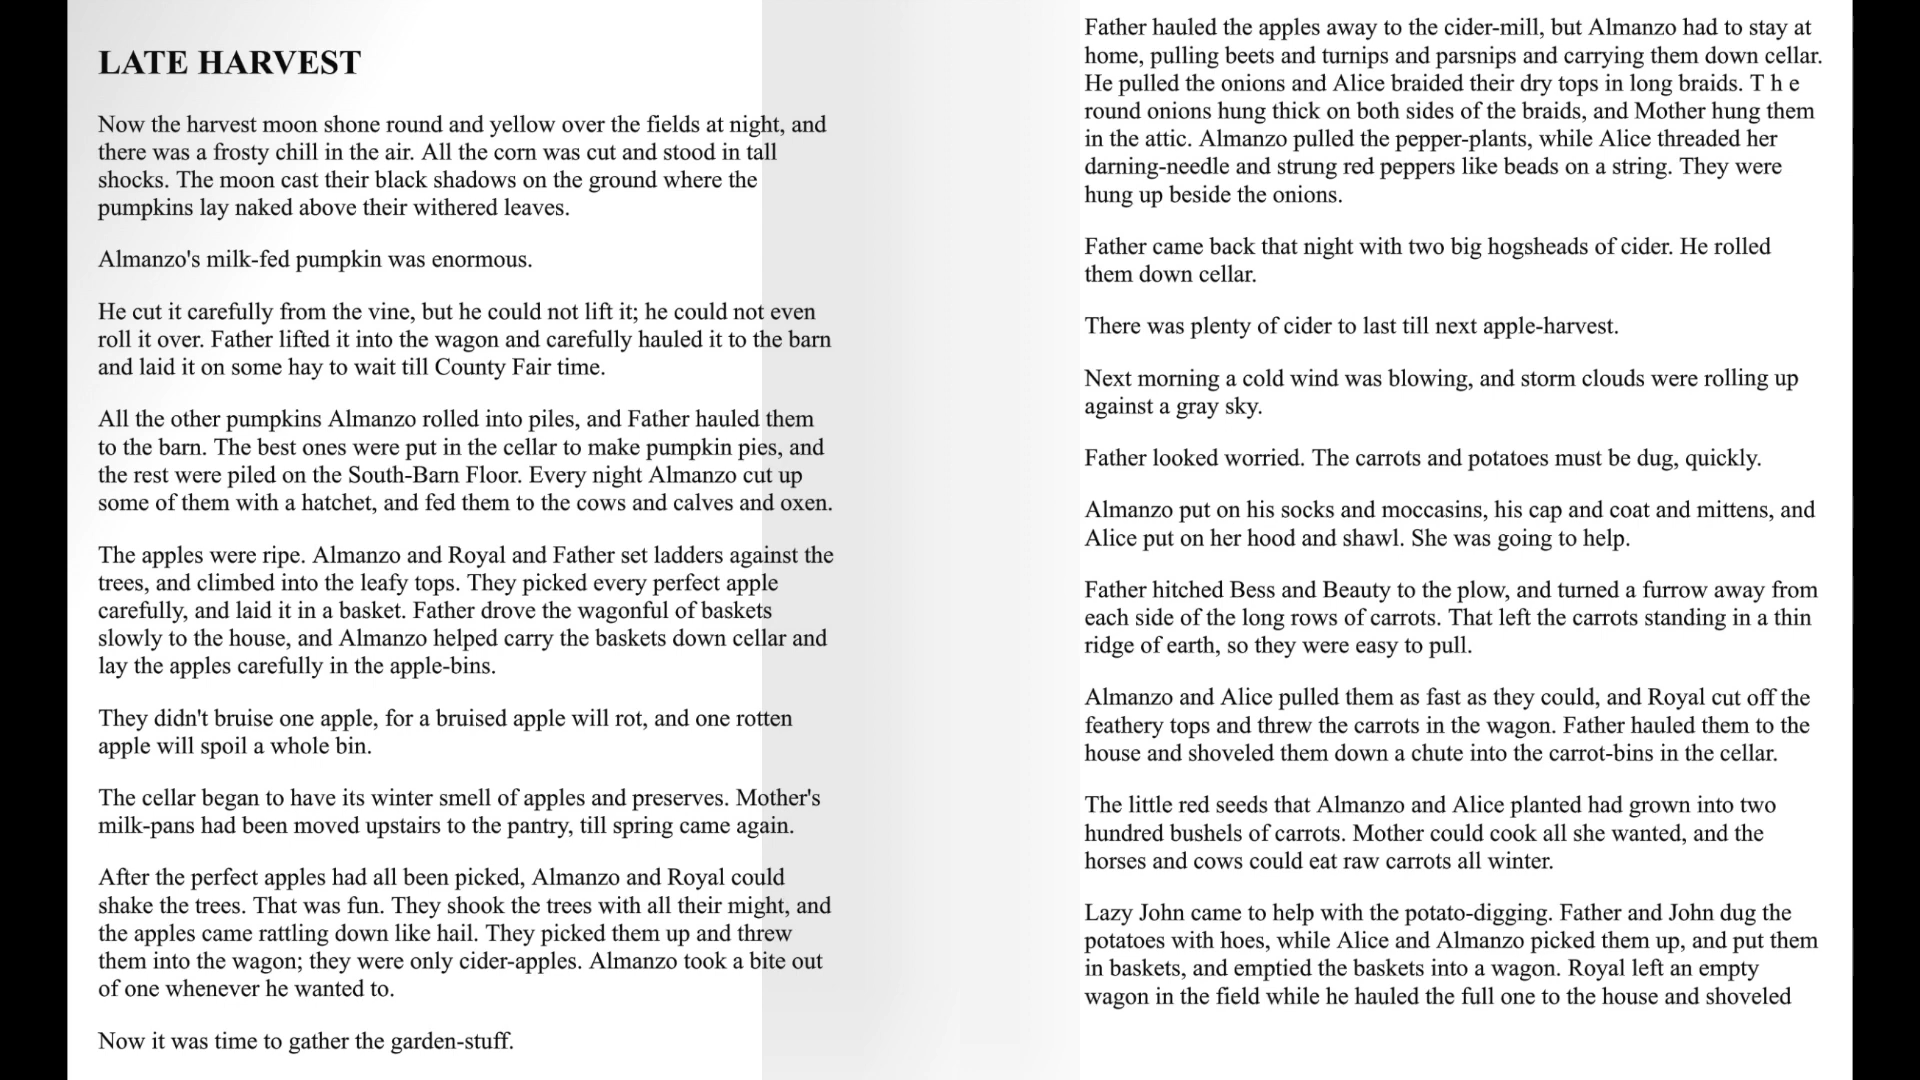 LATE HARVEST
Now the harvest moon shone round and yellow over the fields at night, and
there was a frosty chill in the air. All the corn was cut and stood in tall
shocks. The moon cast their black shadows on the ground where the
pumpkins lay naked above their withered leaves.
Almanzo's milk-fed pumpkin was enormous.
He cut it carefully from the vine, but he could not lift it; he could not even
roll it over. Father lifted it into the wagon and carefully hauled it to the barn
and laid it on some hay to wait till County Fair time.
All the other pumpkins Almanzo rolled into piles, and Father hauled them
to the barn. The best ones were put in the cellar to make pumpkin pies, and
the rest were piled on the South-Barn Floor. Every night Almanzo cut up
some of them with a hatchet, and fed them to the cows and calves and oxen.
The apples were ripe. Almanzo and Royal and Father set ladders against the
trees, and climbed into the leafy tops. They picked every perfect apple
carefully, and laid it in a basket. Father drove the wagonful of baskets
slowly to the house, and Almanzo helped carry the baskets down cellar and
lay the apples carefully in the apple-bins.
They didn't bruise one apple, for a bruised apple will rot, and one rotten
apple will spoil a whole bin.
The cellar began to have its winter smell of apples and preserves. Mother's
milk-pans had been moved upstairs to the pantry, till spring came again.
After the perfect apples had all been picked, Almanzo and Royal could
shake the trees. That was fun. They shook the trees with all their might, and
the apples came rattling down like hail. They picked them up and threw
them into the wagon; they were only cider-apples. Almanzo took a bite out
of one whenever he wanted to.
Now it was time to gather the garden-stuff.
Father hauled the apples away to the cider-mill, but Almanzo had to stay at
home, pulling beets and turnips and parsnips and carrying them down cellar.
He pulled the onions and Alice braided their dry tops in long braids. T h e
round onions hung thick on both sides of the braids, and Mother hung them
in the attic. Almanzo pulled the pepper-plants, while Alice threaded her
darning-needle and strung red peppers like beads on a string. They were
hung up beside the onions.
Father came back that night with two big hogsheads of cider. He rolled
them down cellar.
There was plenty of cider to last till next apple-harvest.
Next morning a cold wind was blowing, and storm clouds were rolling up
against a gray sky.
Father looked worried. The carrots and potatoes must be dug, quickly.
Almanzo put on his socks and moccasins, his cap and coat and mittens, and
Alice put on her hood and shawl. She was going to help.
Father hitched Bess and Beauty to the plow, and turned a furrow away from
each side of the long rows of carrots. That left the carrots standing in a thin
ridge of earth, so they were easy to pull.
Almanzo and Alice pulled them as fast as they could, and Royal cut off the
feathery tops and threw the carrots in the wagon. Father hauled them to the
house and shoveled them down a chute into the carrot-bins in the cellar.
The little red seeds that Almanzo and Alice planted had grown into two
hundred bushels of carrots. Mother could cook all she wanted, and the
horses and cows could eat raw carrots all winter.
Lazy John came to help with the potato-digging. Father and John dug the
potatoes with hoes, while Alice and Almanzo picked them up, and put them
in baskets, and emptied the baskets into a wagon. Royal left an empty
wagon in the field while he hauled the full one to the house and shoveled